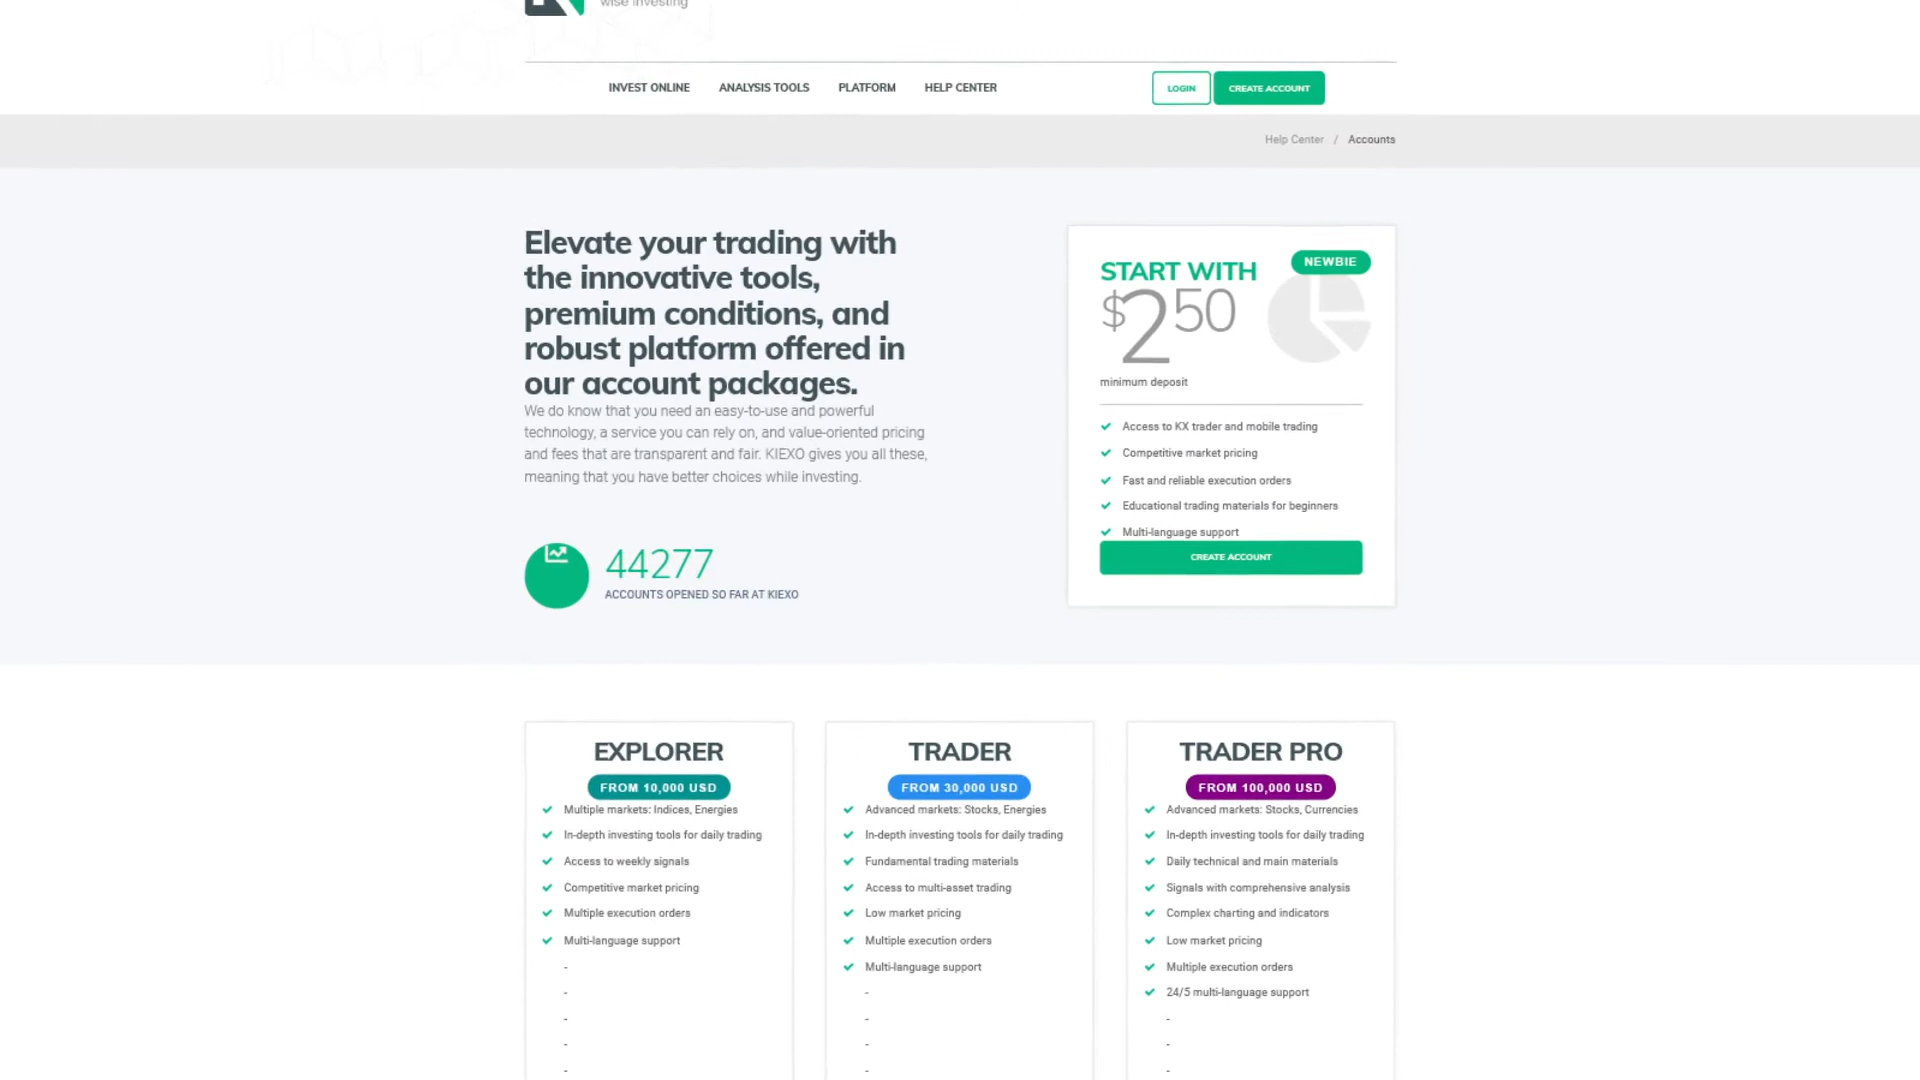 wise investing
INVEST ONLINE ANALYSIS TOOLS PLATFORM HELP CENTER LOGIN CREATE ACCOUNT
Help Center / Accounts
Elevate your trading with
the innovative tools,
premium conditions, and
robust platform offered in
our account packages.
We do know that you need an easy-to-use and powerful
technology, a service you can rely on, and value-oriented pricing
and fees that are transparent and fair. KIEXO gives you all these,
meaning that you have better choices while investing.
44277
ACCOUNTS OPENED SO FAR AT KIEXO
NEWBIE
START WITH
$250
minimum deposit
Access to KX trader and mobile trading
Competitive market pricing
Fast and reliable execution orders
Educational trading materials for beginners
Multi-language support
CREATE ACCOUNT
EXPLORER
FROM 10,000 USD
Multiple markets: Indices, Energies
In-depth investing tools for daily trading
Access to weekly signals
Competitive market pricing
Multiple execution orders
Multi-language support
-
-
-
-
-
TRADER
FROM 30,000 USD
Advanced markets: Stocks, Energies
In-depth investing tools for daily trading
Fundamental trading materials
Access to multi-asset trading
Low market pricing
Multiple execution orders
Multi-language support
-
-
-
-
TRADER PRO
FROM 100,000 USD
Advanced markets: Stocks, Currencies
In-depth investing tools for daily trading
Daily technical and main materials
Signals with comprehensive analysis
Complex charting and indicators
Low market pricing
Multiple execution orders
24/5 multi-language support
-
-
-